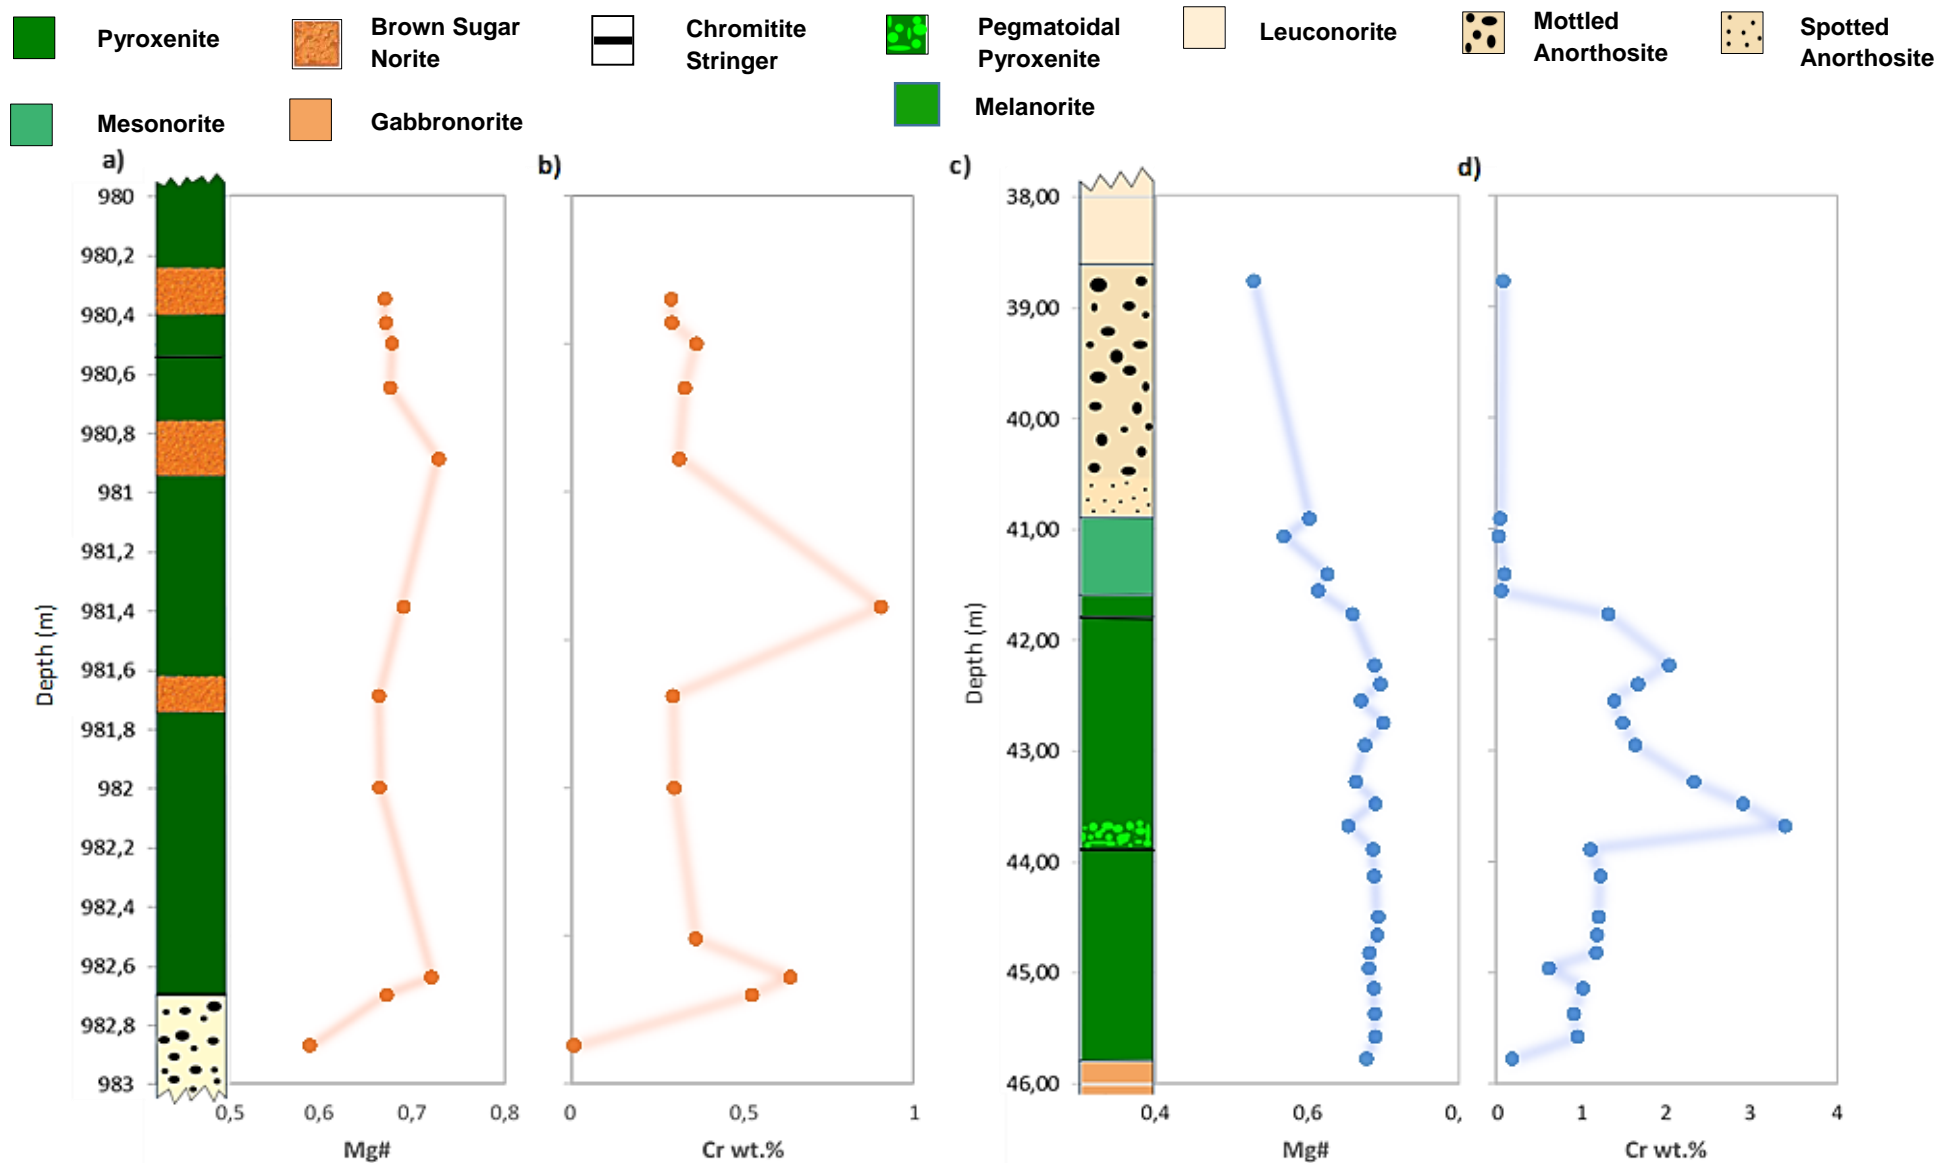 Pyroxenite
Brown Sugar
Norite
Chromitite
Stringer
Pegmatoidal
Pyroxenite
Leuconorite
Mottled
Anorthosite
Spotted
Anorthosite
Mesonorite
Gabbronorite
Melanorite
a)
b)
c)
d)
980
980,2
980,4
980,6
980,8
981
981,2
981,4
981,6
981,8
982
982,2
982,4
982,6
982,8
983
Depth (m)
0,5
0,6
0,7
0,8
Mg#
0
0,5
1
Cr wt.%
38,00
39,00
40,00
41,00
42,00
43,00
44,00
45,00
46,00
Depth (m)
0,4
0,6
0,
Mg#
0
1
2
3
4
Cr wt.%